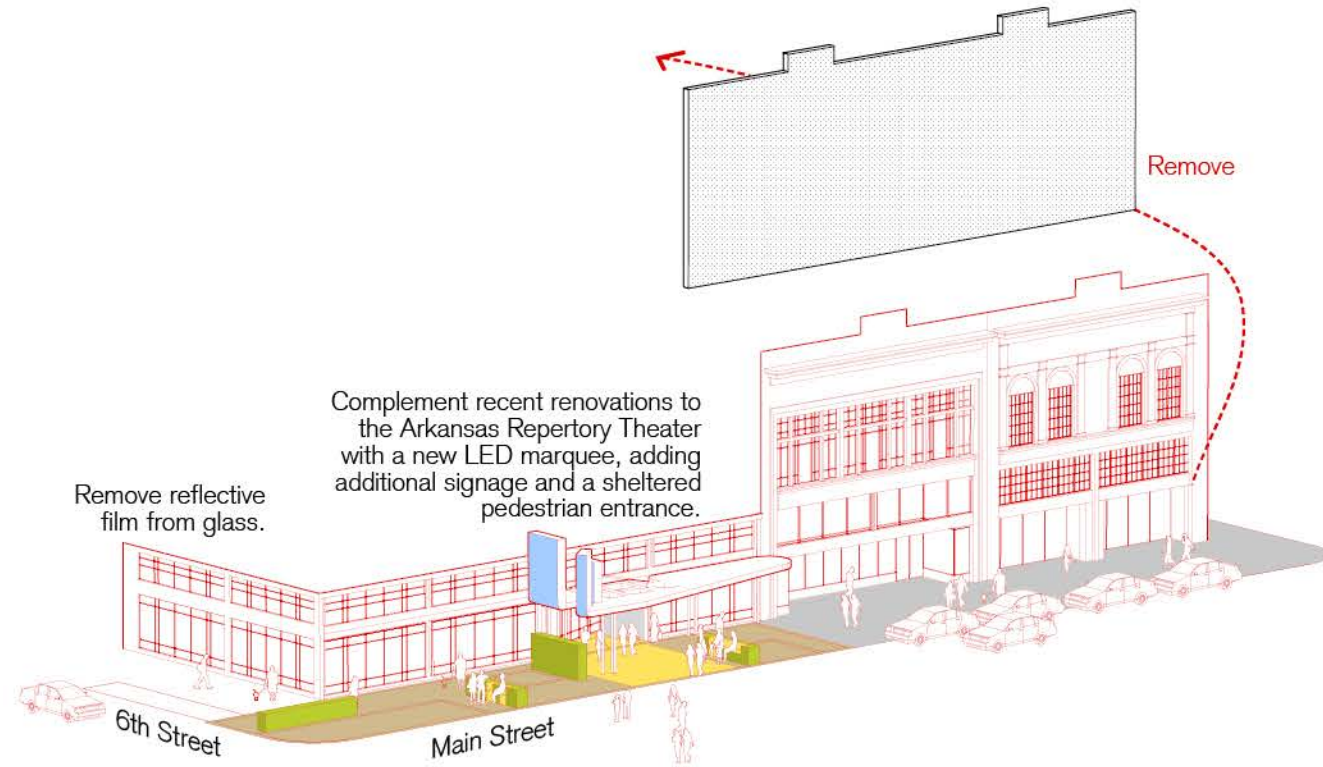 Remove
Complement recent renovations to
the Arkansas Repertory Theater
with a new LED marquee, adding
additional signage and a sheltered
pedestrian entrance.
Remove reflective
film from glass.
6th Street
Main Street